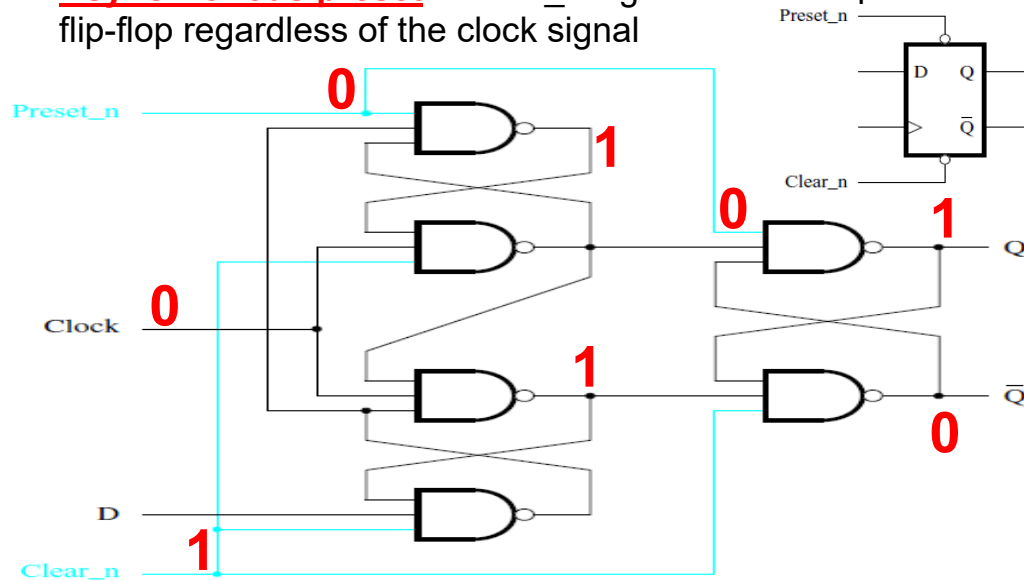 flip-flop regardless of the clock signal
Preset_n
D Q
Q̅
Clear_n
Preset_n
0
1
0
1
Q
Clock
0
1
Q̅
0
D
1
Clear_n